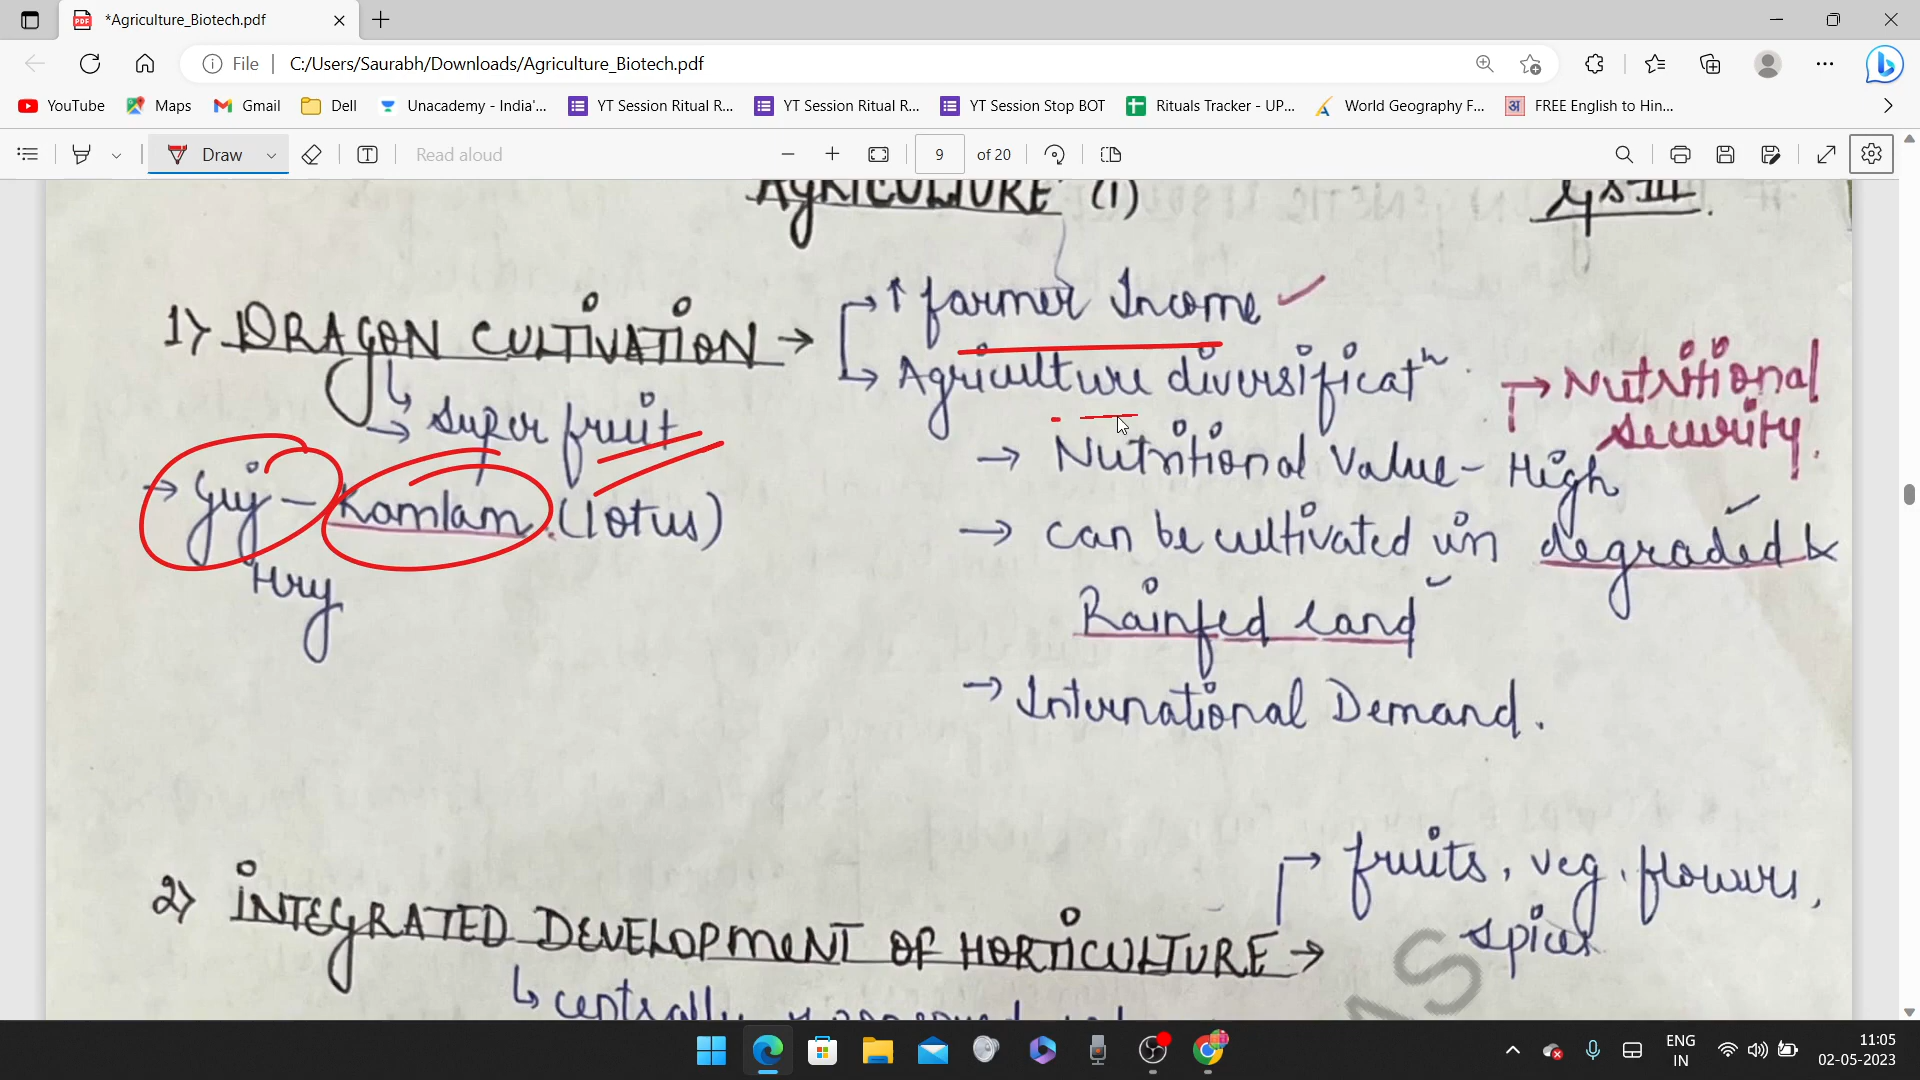 *Agriculture_Biotech.pdf
File | C:/Users/Saurabh/Downloads/Agriculture_Biotech.pdf
YouTube Maps Gmail Dell Unacademy - India'... YT Session Ritual R... YT Session Ritual R... YT Session Stop BOT Rituals Tracker - UP... World Geography F... FREE English to Hin...
Draw Read aloud 9 of 20
AGRICULTURE (1) GS-III.
1) DRAGON CULTIVATION → ↑ farmer Income ✓
→ Agriculture diversificatⁿ.
→ Nutritional security.
→ Super fruit
→ Nutritional Value - High
→ Guj - Kamlam. (lotus)
→ can be cultivated in degraded &
Hry
Rainfed land
→ International Demand.
→ fruits, veg, flowers,
spices
2) INTEGRATED DEVELOPMENT OF HORTICULTURE →
↳ centrally
AS
ENG
IN
11:05
02-05-2023